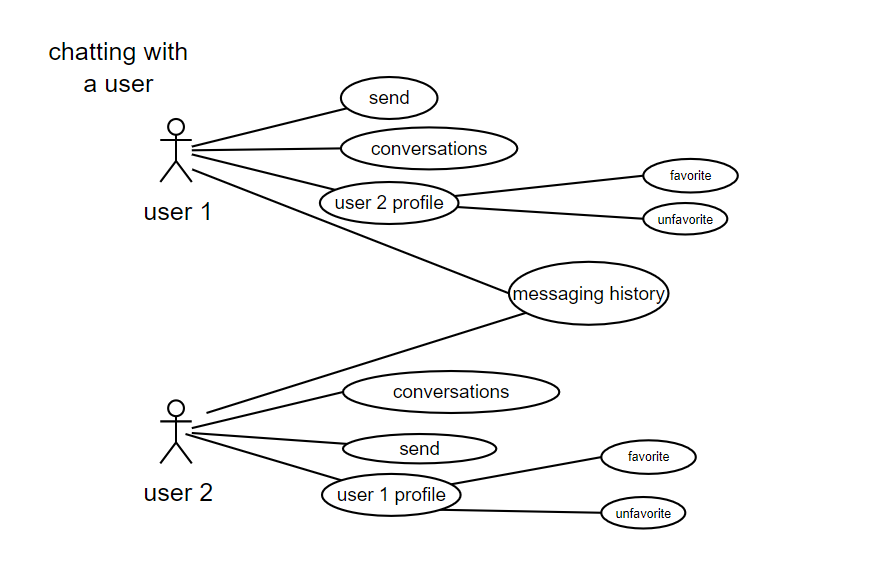 chatting with
a user
send
conversations
user 2 profile
favorite
unfavorite
user 1
messaging history
conversations
send
user 1 profile
favorite
unfavorite
user 2